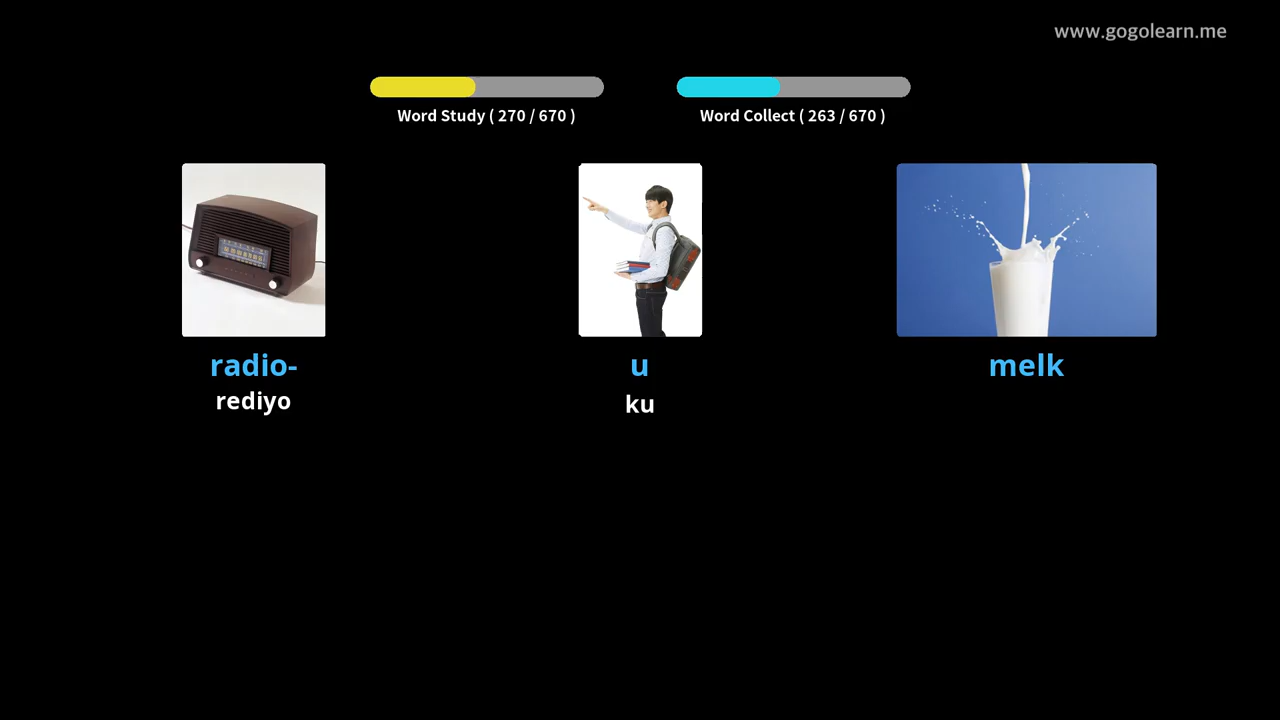 www.gogolearn.me
Word Study ( 270 / 670 )
Word Collect ( 263 / 670 )
radio-
rediyo
u
ku
melk